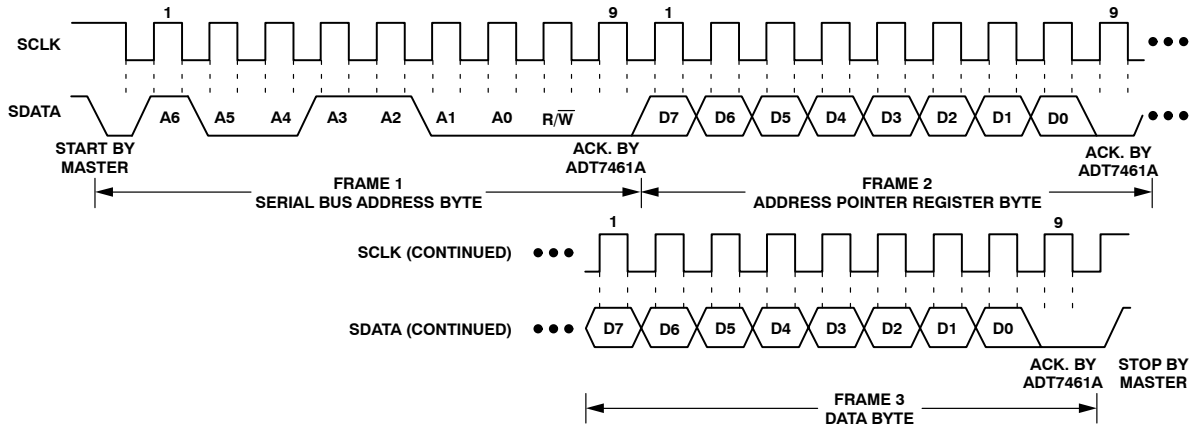 1 9 1 9
SCLK
SDATA A6 A5 A4 A3 A2 A1 A0 R/W̅ D7 D6 D5 D4 D3 D2 D1 D0
START BY
MASTER
ACK. BY
ADT7461A
ACK. BY
ADT7461A
FRAME 1
SERIAL BUS ADDRESS BYTE
FRAME 2
ADDRESS POINTER REGISTER BYTE
1 9
SCLK (CONTINUED)
SDATA (CONTINUED) D7 D6 D5 D4 D3 D2 D1 D0
ACK. BY
ADT7461A
STOP BY
MASTER
FRAME 3
DATA BYTE